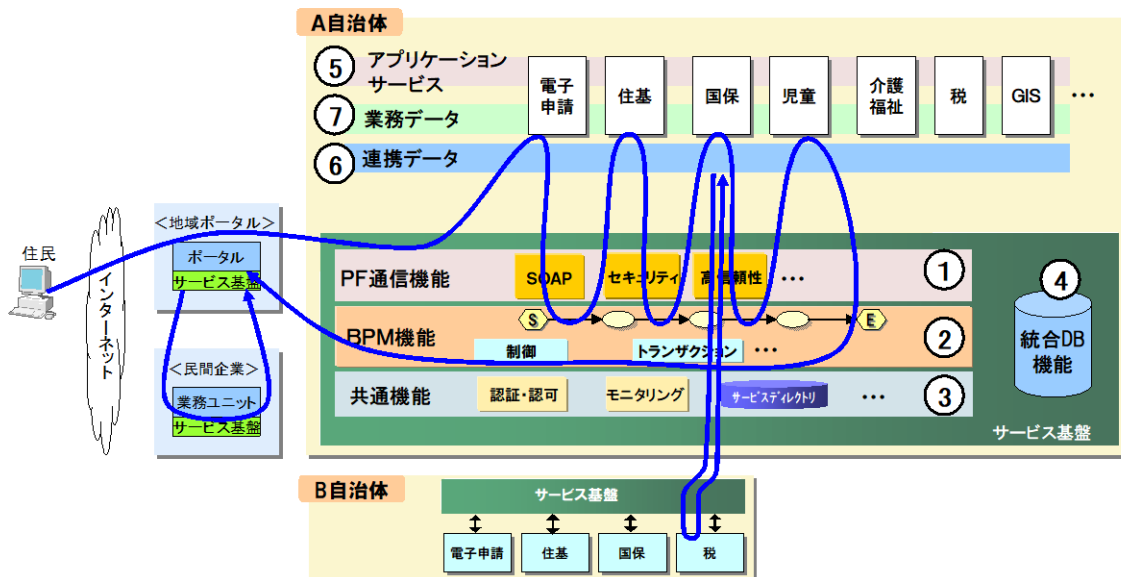 A自治体
⑤ アプリケーション
サービス
⑦ 業務データ
⑥ 連携データ
電子
申請
住基
国保
児童
介護
福祉
税
GIS
…
住民
インターネット
＜地域ポータル＞
ポータル
サービス基盤
＜民間企業＞
業務ユニット
サービス基盤
PF通信機能
SOAP
セキュリティ
高信頼性
…
①
BPM機能
S
E
制御
トランザクション
…
②
共通機能
認証・認可
モニタリング
サービスディレクトリ
…
③
④
統合DB
機能
サービス基盤
B自治体
サービス基盤
電子申請
住基
国保
税